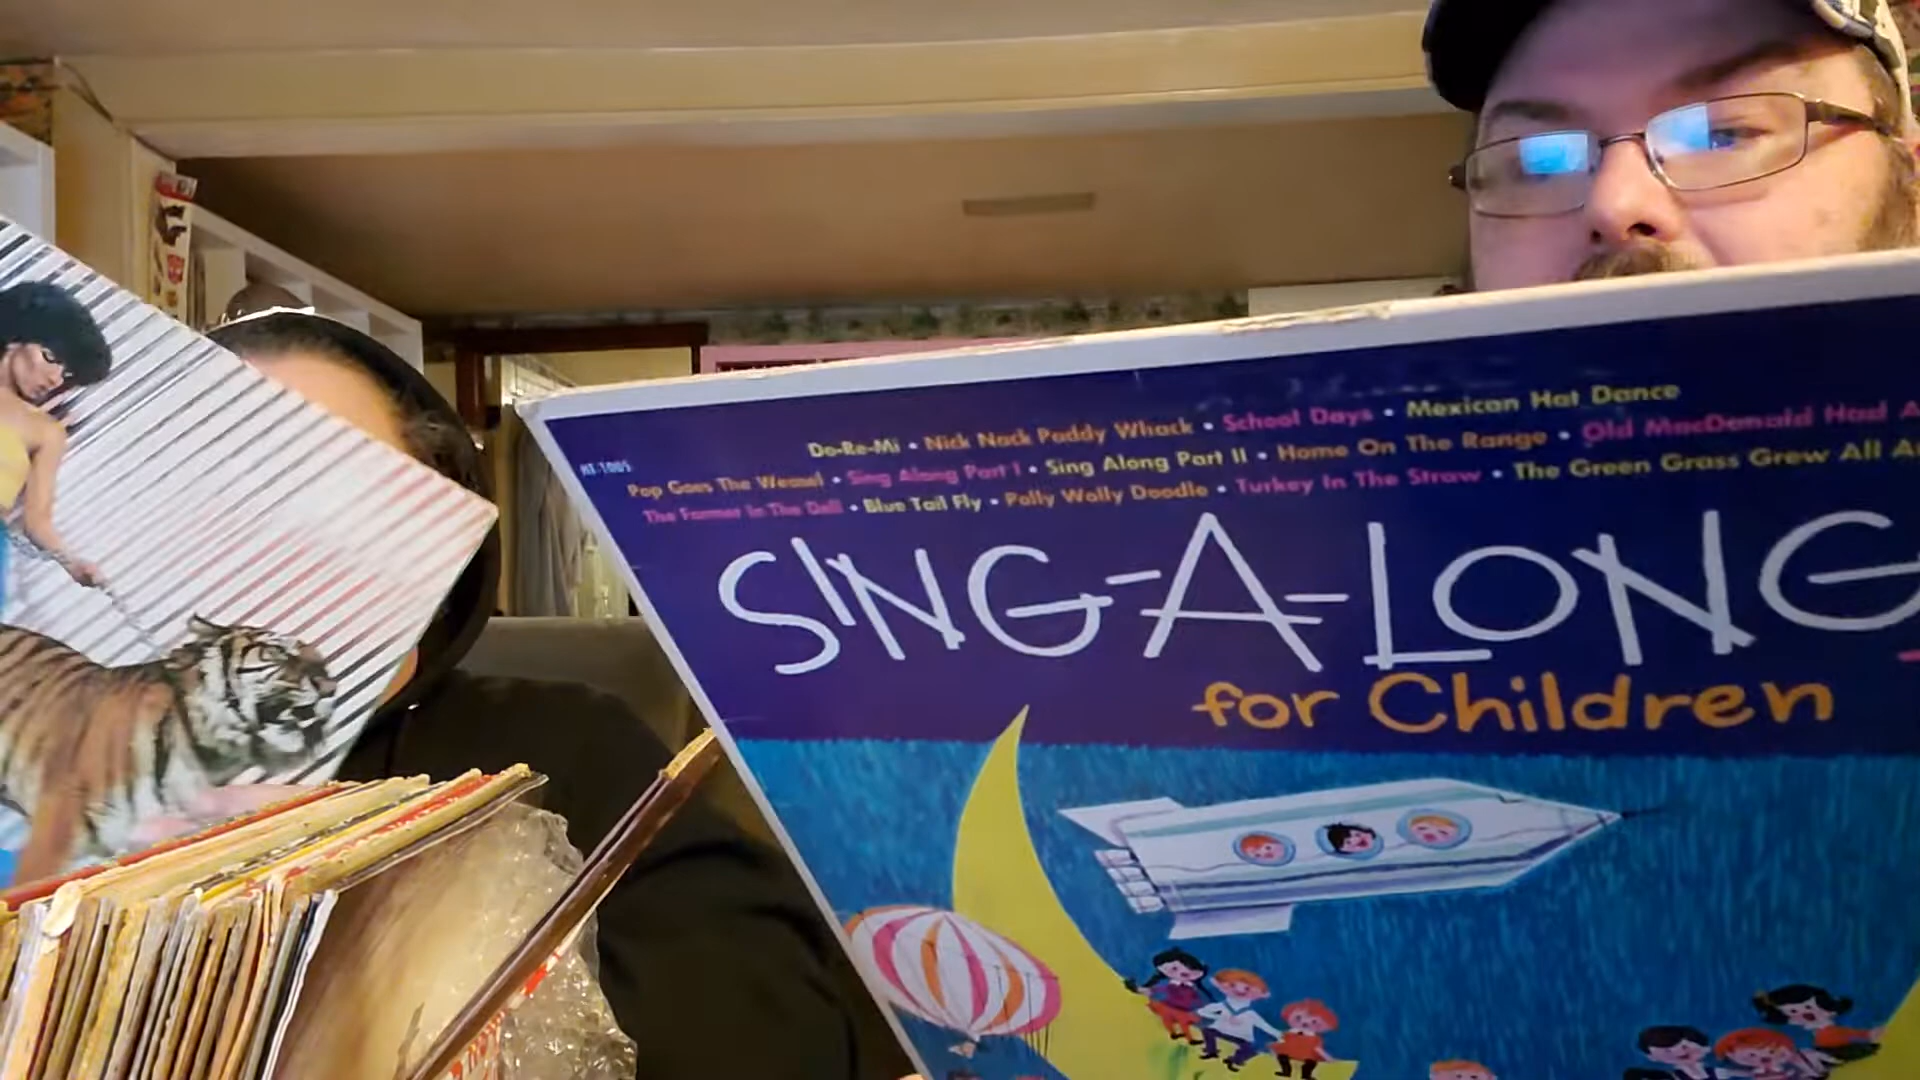 Do-Re-Mi • Nick Nack Paddy Whack • School Days • Mexican Hat Dance
HT-1005
Pop Goes The Weasel • Sing Along Part I • Sing Along Part II • Home On The Range • Old MacDonald Had A
The Farmer In The Dell • Blue Tail Fly • Polly Wolly Doodle • Turkey In The Straw • The Green Grass Grew All Ar
SING-A-LONG
for Children